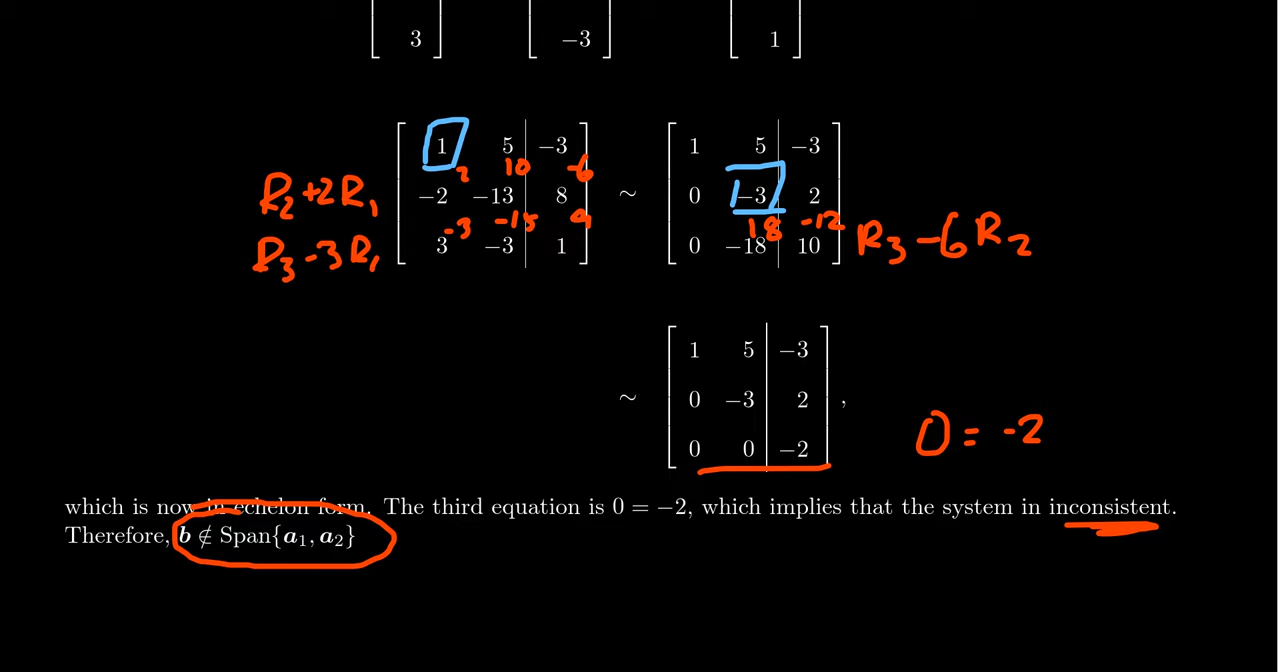 3 −3 1
1 5 −3 1 5 −3
2 10 -6
R2 +2R1 −2 −13 8 ∼ 0 −3 2
-3 -15 9 18 -12
R3 -3R1 3 −3 1 0 −18 10 R3 -6R2
1 5 −3
∼ 0 −3 2 ,
0 = -2
0 0 −2
which is now in echelon form. The third equation is 0 = −2, which implies that the system in inconsistent.
Therefore, b ∉ Span{a1, a2}